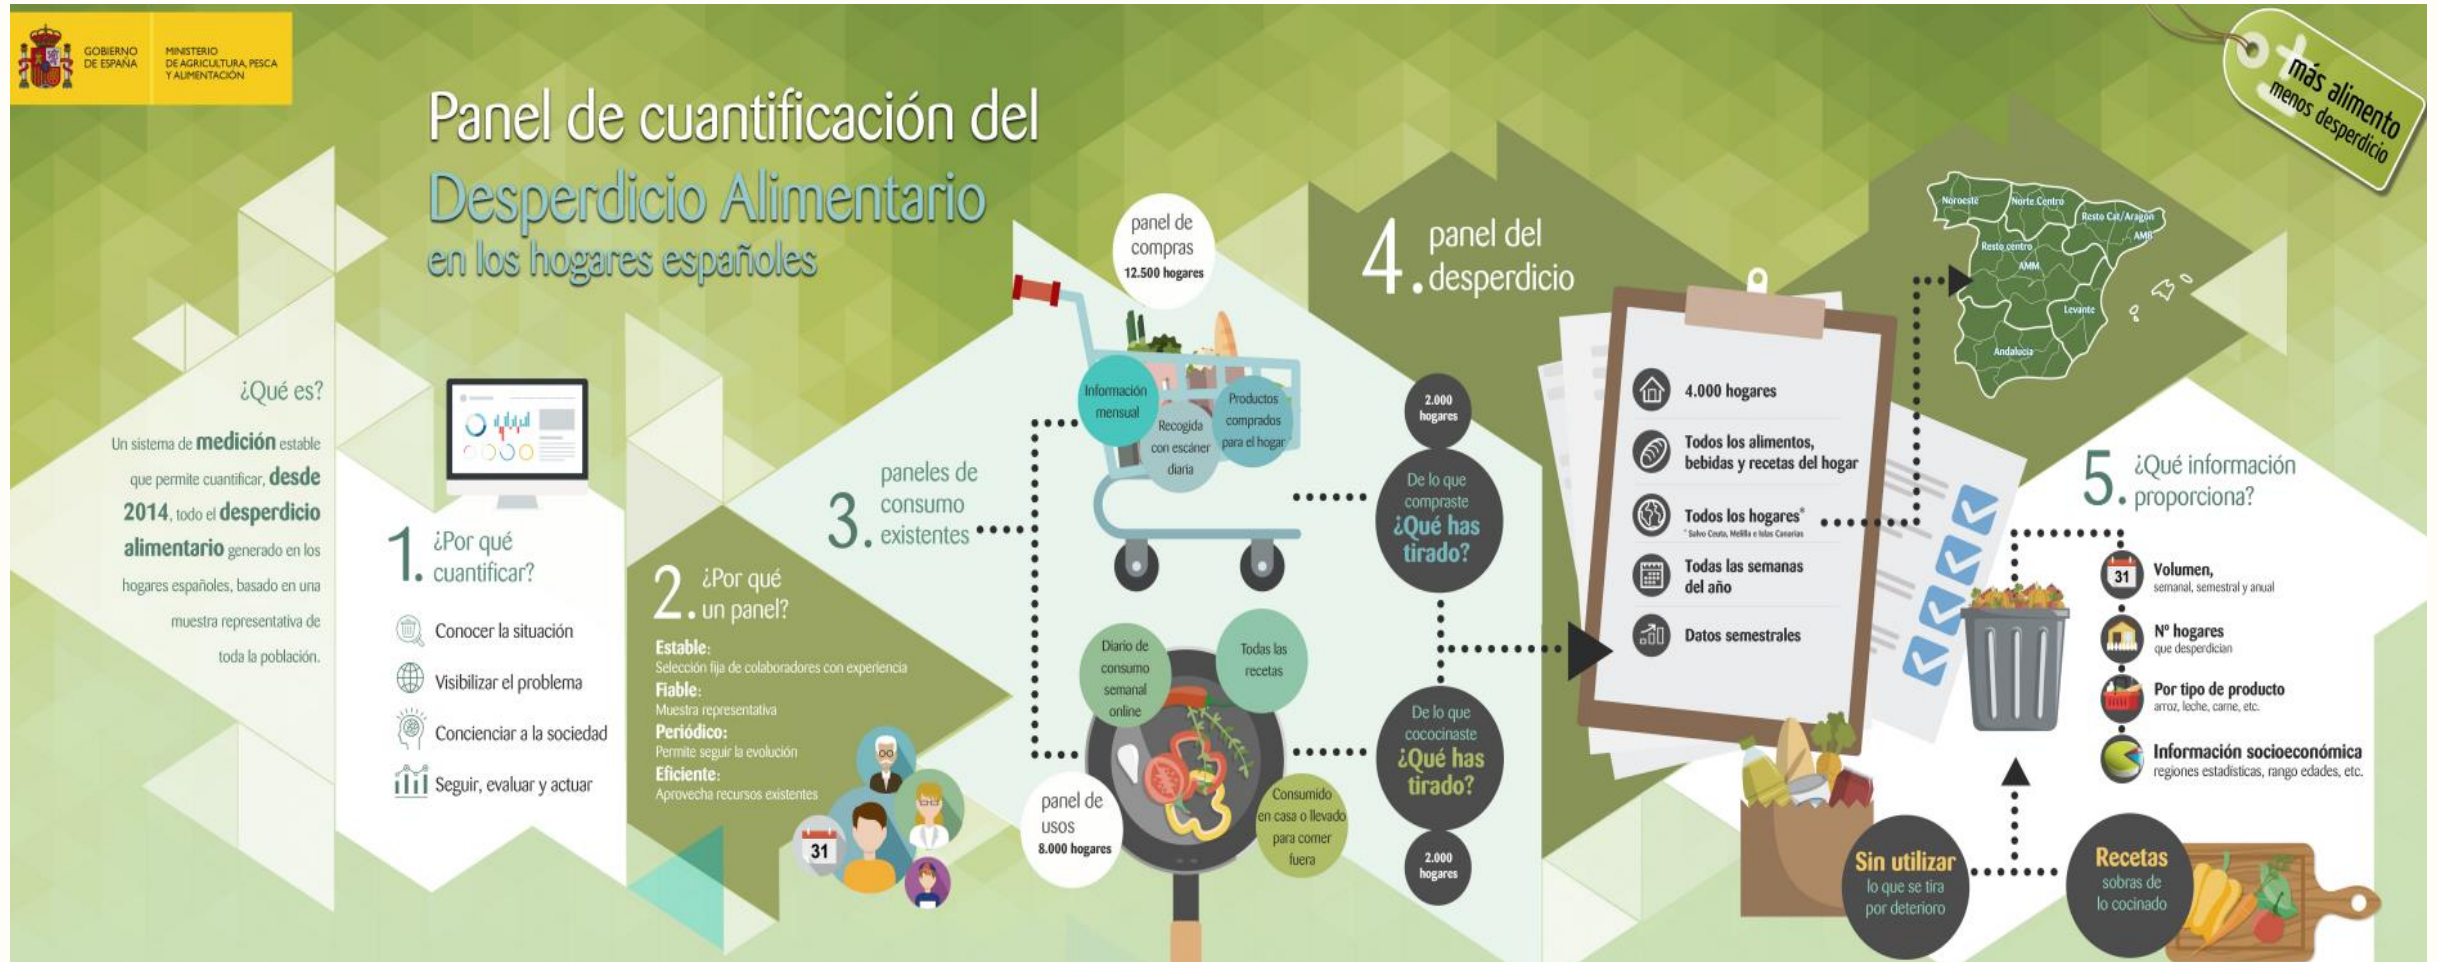 GOBIERNO
DE ESPAÑA
MINISTERIO
DE AGRICULTURA, PESCA
Y ALIMENTACIÓN
más alimento
menos desperdicio
Panel de cuantificación del
Desperdicio Alimentario
en los hogares españoles
¿Qué es?
Un sistema de medición estable
que permite cuantificar, desde
2014, todo el desperdicio
alimentario generado en los
hogares españoles, basado en una
muestra representativa de
toda la población.
1. ¿Por qué
cuantificar?
Conocer la situación
Visibilizar el problema
Concienciar a la sociedad
Seguir, evaluar y actuar
2. ¿Por qué
un panel?
Estable:
Selección fija de colaboradores con experiencia
Fiable:
Muestra representativa
Periódico:
Permite seguir la evolución
Eficiente:
Aprovecha recursos existentes
31
3. paneles de
consumo
existentes
panel de
compras
12.500 hogares
Información
mensual
Recogida
con escáner
diaria
Productos
comprados
para el hogar
Diario de
consumo
semanal
online
Todas las
recetas
panel de
usos
8.000 hogares
Consumido
en casa o llevado
para comer
fuera
2.000
hogares
De lo que
compraste
¿Qué has
tirado?
De lo que
cococinaste
¿Qué has
tirado?
2.000
hogares
4. panel del
desperdicio
4.000 hogares
Todos los alimentos,
bebidas y recetas del hogar
Todos los hogares*
* Salvo Ceuta, Melilla e Islas Canarias
Todas las semanas
del año
Datos semestrales
Noroeste
Norte Centro
Resto Cat/Aragón
AMB
Resto centro
AMM
Levante
Andalucía
5. ¿Qué información
proporciona?
31
Volumen,
semanal, semestral y anual
Nº hogares
que desperdician
Por tipo de producto
arroz, leche, carne, etc.
Información socioeconómica
regiones estadísticas, rango edades, etc.
Sin utilizar
lo que se tira
por deterioro
Recetas
sobras de
lo cocinado